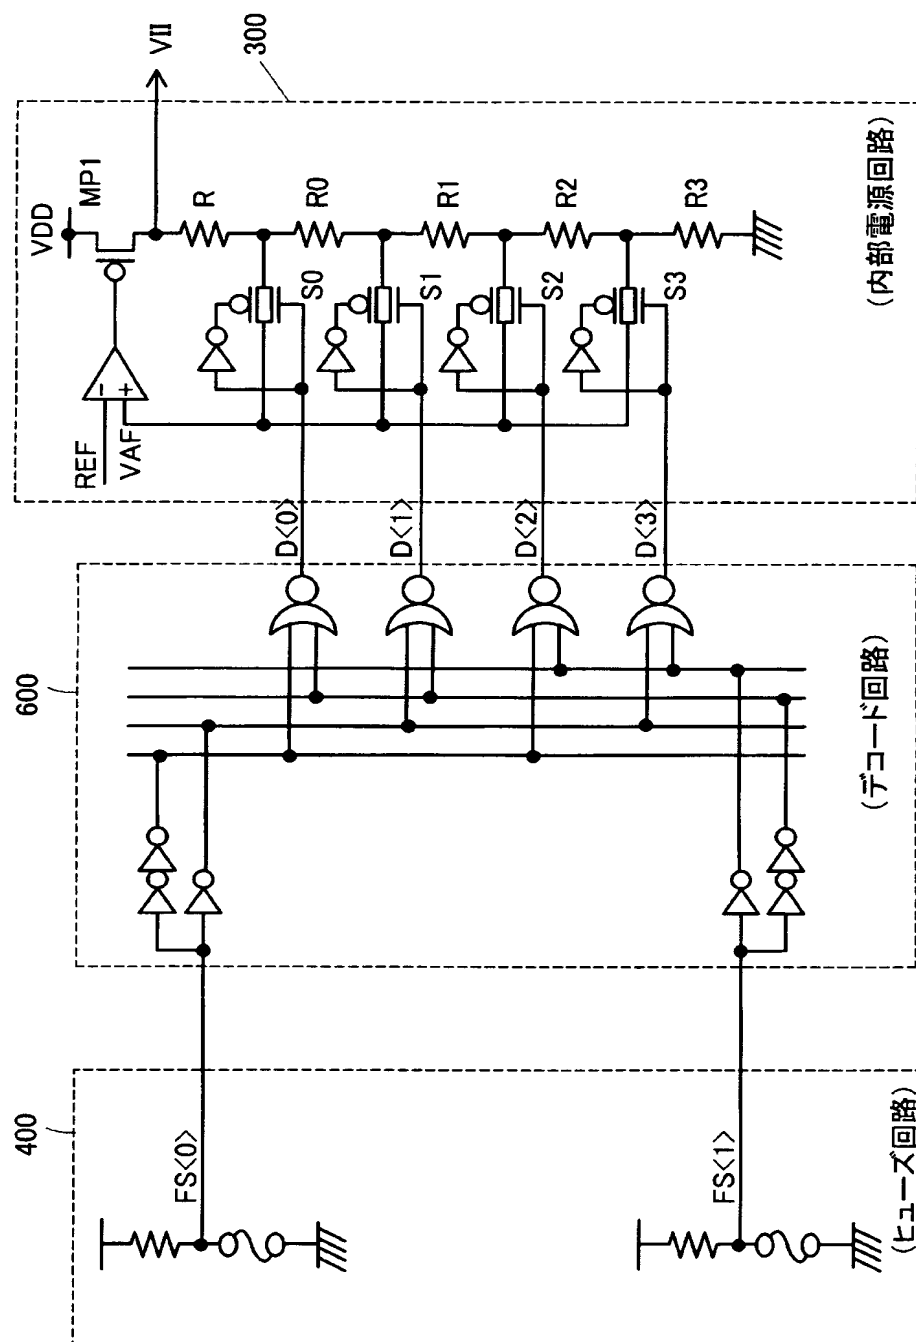 400
FS<0>
FS<1>
(ヒューズ回路)
600
(デコード回路)
D<0>
D<1>
D<2>
D<3>
300
REF
VAF
-
+
VDD
MP1
VII
R
R0
R1
R2
R3
S0
S1
S2
S3
(内部電源回路)